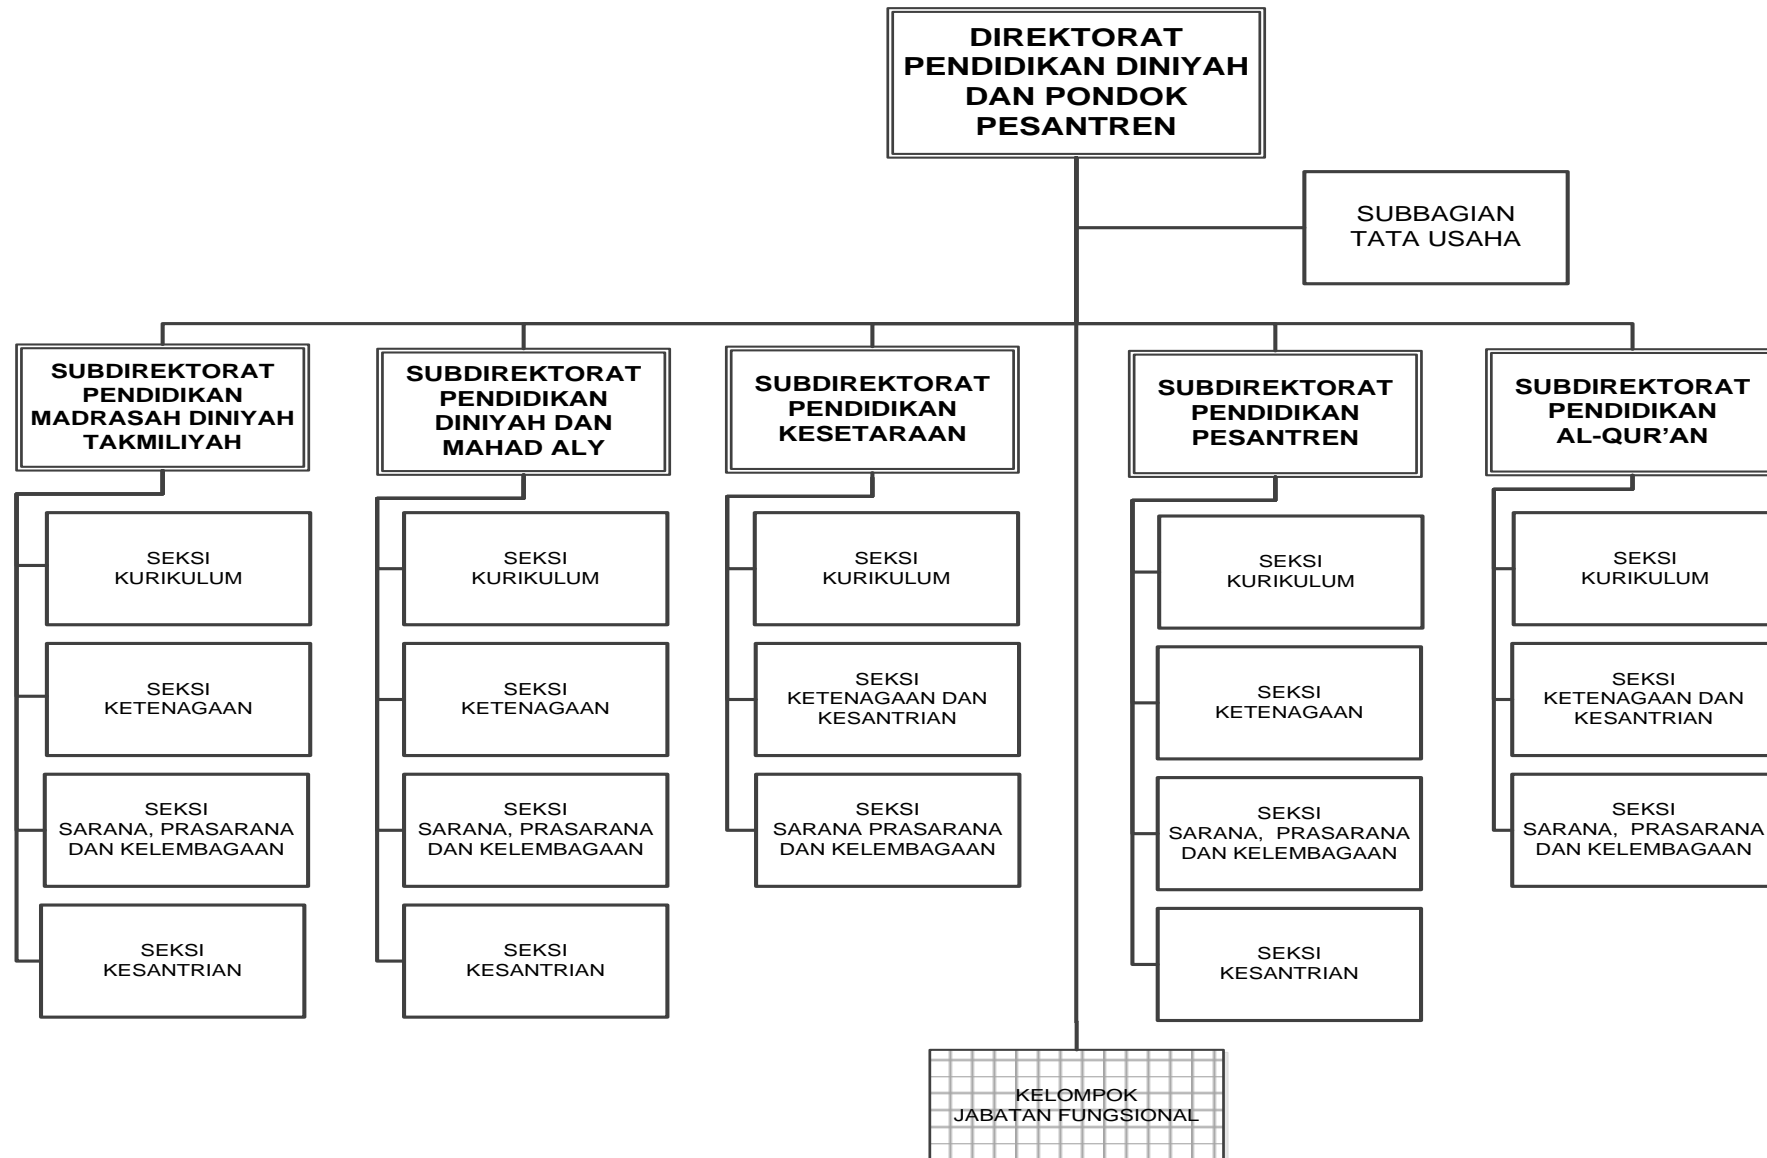 DIREKTORAT
PENDIDIKAN DINIYAH
DAN PONDOK
PESANTREN
SUBBAGIAN
TATA USAHA
SUBDIREKTORAT
PENDIDIKAN
MADRASAH DINIYAH
TAKMILIYAH
SEKSI
KURIKULUM
SEKSI
KETENAGAAN
SEKSI
SARANA, PRASARANA
DAN KELEMBAGAAN
SEKSI
KESANTRIAN
SUBDIREKTORAT
PENDIDIKAN
DINIYAH DAN
MAHAD ALY
SEKSI
KURIKULUM
SEKSI
KETENAGAAN
SEKSI
SARANA, PRASARANA
DAN KELEMBAGAAN
SEKSI
KESANTRIAN
SUBDIREKTORAT
PENDIDIKAN
KESETARAAN
SEKSI
KURIKULUM
SEKSI
KETENAGAAN DAN
KESANTRIAN
SEKSI
SARANA PRASARANA
DAN KELEMBAGAAN
SUBDIREKTORAT
PENDIDIKAN
PESANTREN
SEKSI
KURIKULUM
SEKSI
KETENAGAAN
SEKSI
SARANA, PRASARANA
DAN KELEMBAGAAN
SEKSI
KESANTRIAN
SUBDIREKTORAT
PENDIDIKAN
AL-QUR’AN
SEKSI
KURIKULUM
SEKSI
KETENAGAAN DAN
KESANTRIAN
SEKSI
SARANA, PRASARANA
DAN KELEMBAGAAN
KELOMPOK
JABATAN FUNGSIONAL